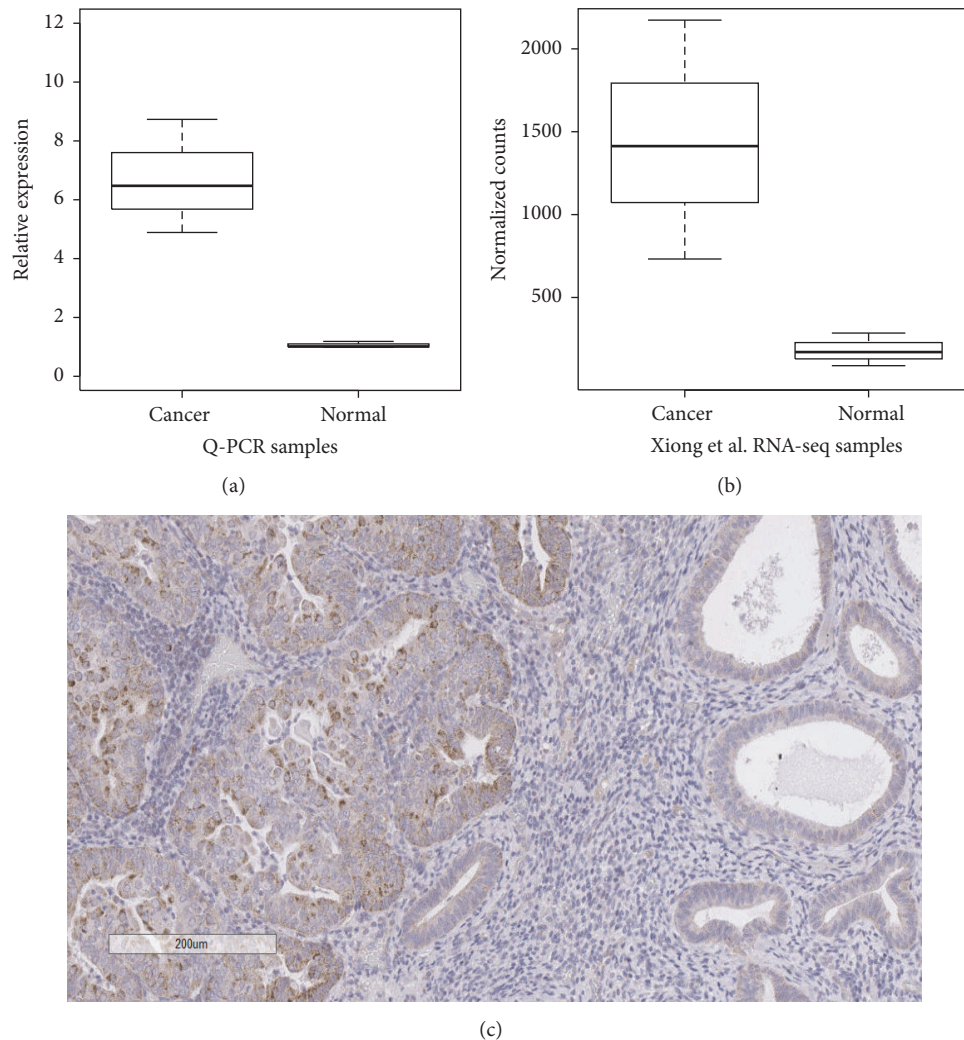 12
10
8
6
4
2
0
Relative expression
Cancer Normal
Q-PCR samples
(a)
2000
1500
1000
500
Normalized counts
Cancer Normal
Xiong et al. RNA-seq samples
(b)
200um
(c)